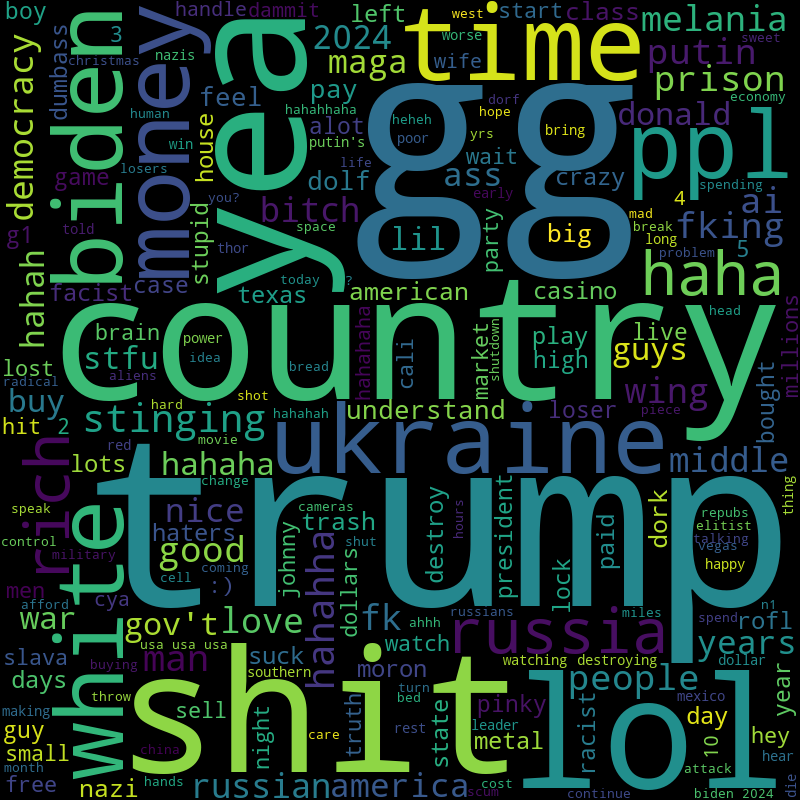 boy
biden
3
christmas
nazis
handle
dammit
left
west
start
class
melania
dumbass
money
yea
2024
time
worse
wife
sweet
putin
democracy
human
feel
maga
pay
gg
dorf
hope
yrs
donald
prison
economy
losers
win
house
hahahhaha
heheh
poor
bring
ppl
spending
game
putin's
alot
life
wait
crazy
ass
early
4
mad
break
ai
g1
told
stupid
you?
dolf
bitch
lil
big
party
long
5
fking
problem
space
thor
hahah
facist
case
today
?
texas
american
casino
haha
head
country
brain
power
stfu
idea
aliens
bread
hahahaha
cali
market
shutdown
play
high
live
guys
millions
lost
radical
buy
hard
shot
hahahah
understand
loser
wing
piece
bought
hit
2
stinging
red
movie
ukraine
middle
rich
lots
hahaha
change
trump
thing
speak
nice
haters
cameras
trash
destroy
president
hours
dork
repubs
elitist
talking
vegas
control
military
good
cell
coming
shut
johnny
lock
paid
happy
men
afford
white
cya
:)
hahahha
dollars
fk
ahhh
russians
miles
spend
n1
rofl
war
gov't
love
usa usa usa
russia
years
slava
buying
man
suck
southern
watch
moron
watching
destroying
people
dollar
days
throw
shit
turn
bed
pinky
mexico
year
making
guy
sell
night
truth
state
leader
metal
racist
lol
day
10
hey
hear
small
month
china
care
rest
cost
attack
free
nazi
hands
russian
america
scum
continue
biden 2024
die